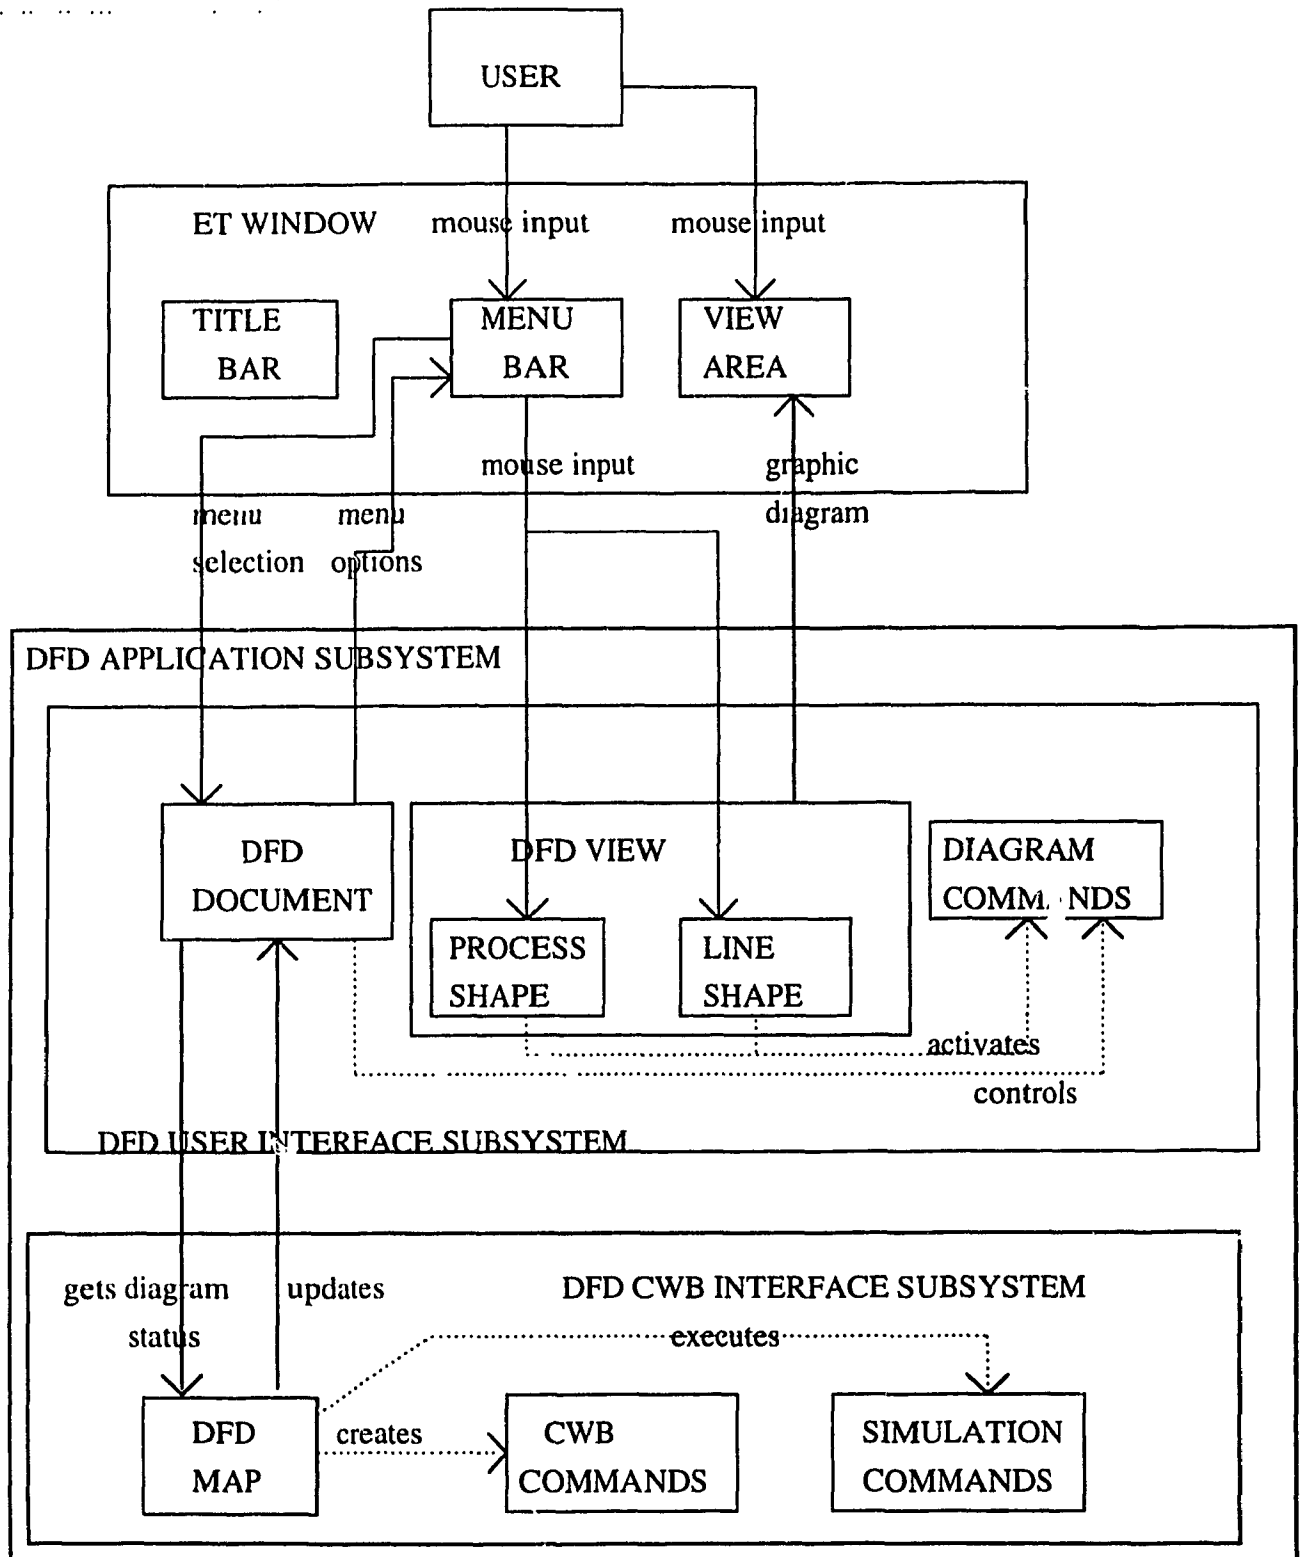 USER
ET WINDOW mouse input mouse input
TITLE MENU VIEW
BAR BAR AREA
mouse input graphic
menu menu diagram
selection options
DFD APPLICATION SUBSYSTEM
DFD DFD VIEW DIAGRAM
DOCUMENT
PROCESS LINE
SHAPE SHAPE
activates
controls
DFD USER INTERFACE SUBSYSTEM
gets diagram updates DFD CWB INTERFACE SUBSYSTEM
status executes
DFD creates CWB SIMULATION
MAP COMMANDS COMMANDS